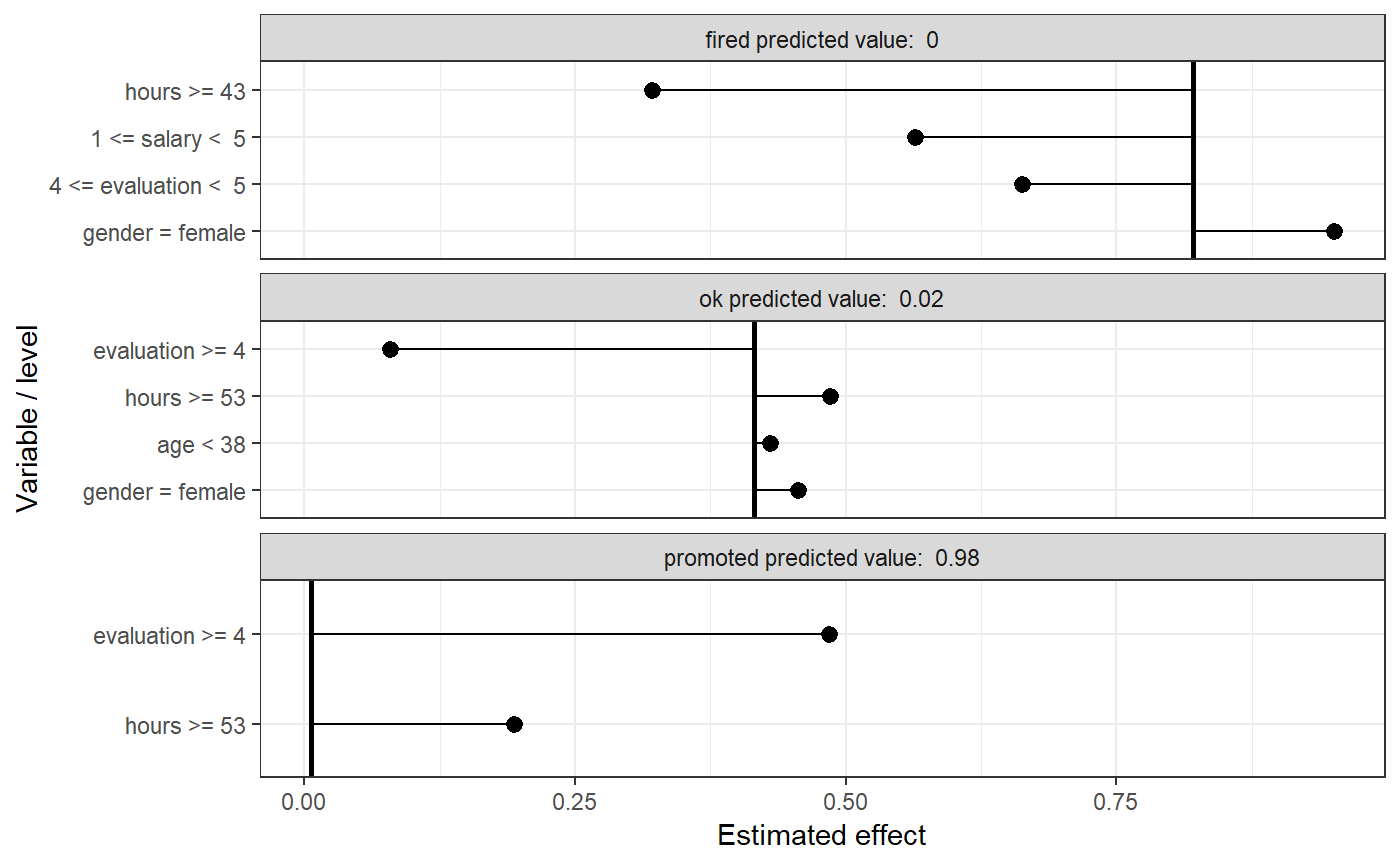 fired predicted value:  0
hours >= 43
1 <= salary <  5
4 <= evaluation <  5
gender = female
ok predicted value:  0.02
evaluation >= 4
hours >= 53
age < 38
gender = female
promoted predicted value:  0.98
evaluation >= 4
hours >= 53
Variable / level
0.00 0.25 0.50 0.75
Estimated effect